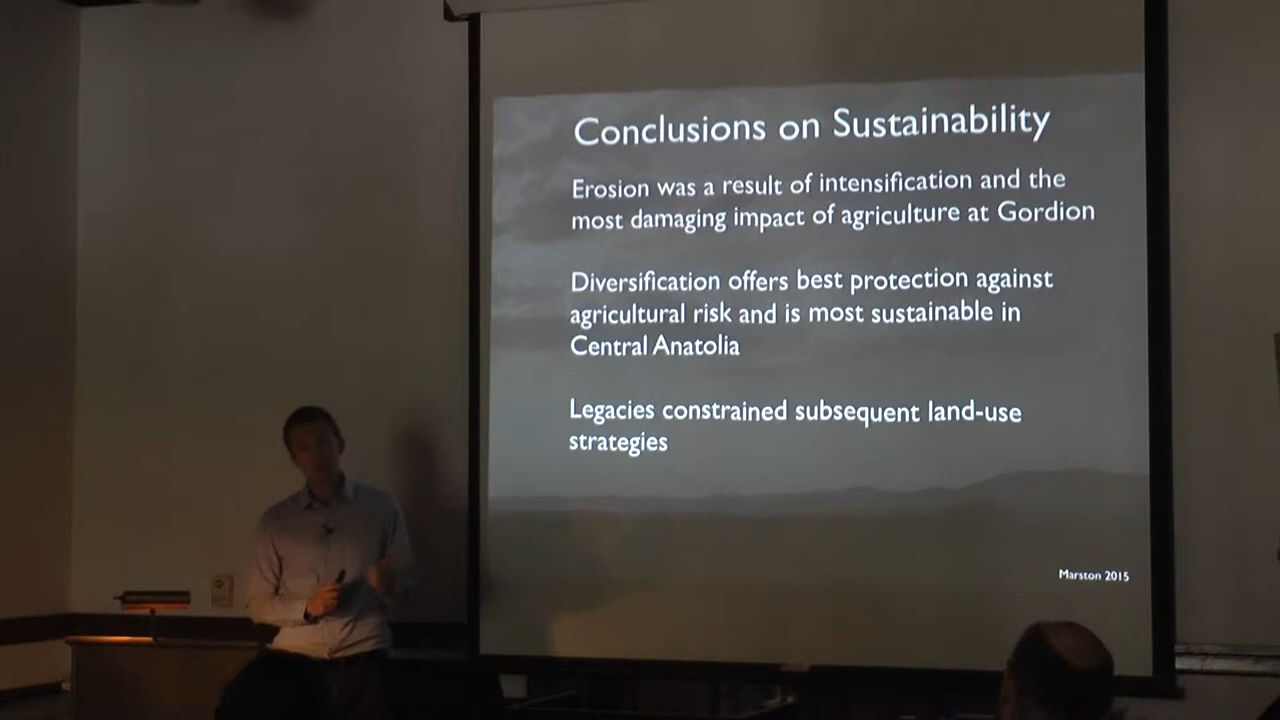 Conclusions on Sustainability
Erosion was a result of intensification and the
most damaging impact of agriculture at Gordion
Diversification offers best protection against
agricultural risk and is most sustainable in
Central Anatolia
Legacies constrained subsequent land-use
strategies
Marston 2015